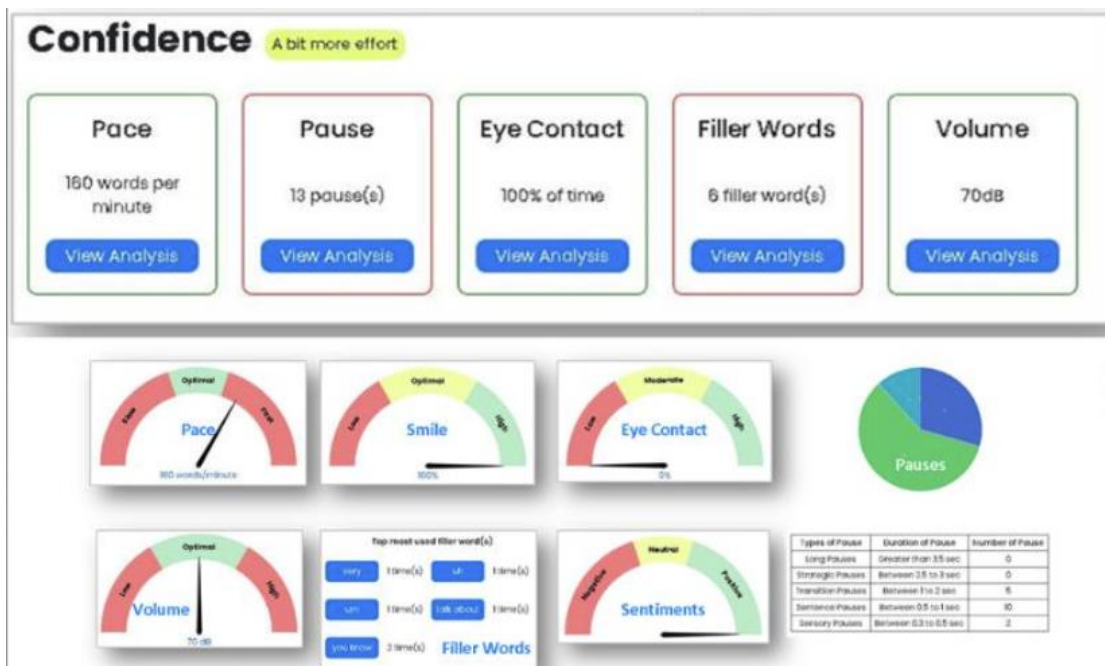 Confidence A bit more effort
Pace
160 words per
minute
View Analysis
Pause
13 pause(s)
View Analysis
Eye Contact
100% of time
View Analysis
Filler Words
6 filler word(s)
View Analysis
Volume
70dB
View Analysis
Slow
Optimal
Fast
Pace
160 words/minute
Low
Optimal
High
Smile
100%
Low
Moderate
High
Eye Contact
0%
Pauses
Low
Optimal
High
Volume
70 dB
Top most used filler word(s)
very 1 time(s) uh 1 time(s)
um 1 time(s) talk about 1 time(s)
you know 2 time(s) Filler Words
Negative
Neutral
Positive
Sentiments
Types of Pause Duration of Pause Number of Pause
Long Pauses Greater than 3.5 sec 0
Strategic Pauses Between 2.5 to 3 sec 0
Transition Pauses Between 1 to 2 sec
Sentence Pauses Between 0.5 to 1 sec 10
Sensory Pauses Between 0.3 to 0.5 sec 2